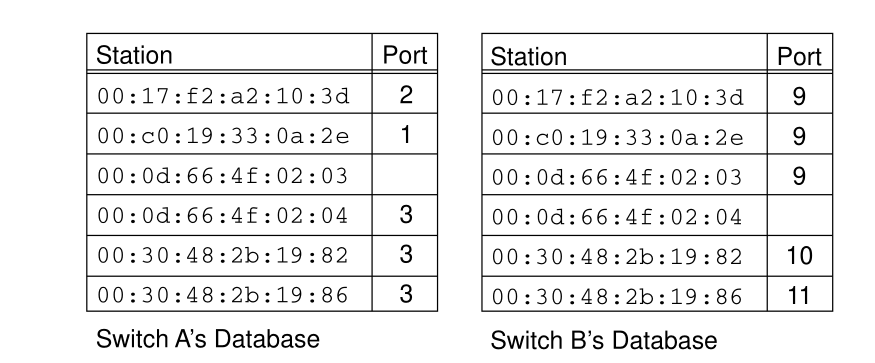 Station Port
00:17:f2:a2:10:3d 2
00:c0:19:33:0a:2e 1
00:0d:66:4f:02:03
00:0d:66:4f:02:04 3
00:30:48:2b:19:82 3
00:30:48:2b:19:86 3
Switch A's Database
Station Port
00:17:f2:a2:10:3d 9
00:c0:19:33:0a:2e 9
00:0d:66:4f:02:03 9
00:0d:66:4f:02:04
00:30:48:2b:19:82 10
00:30:48:2b:19:86 11
Switch B's Database